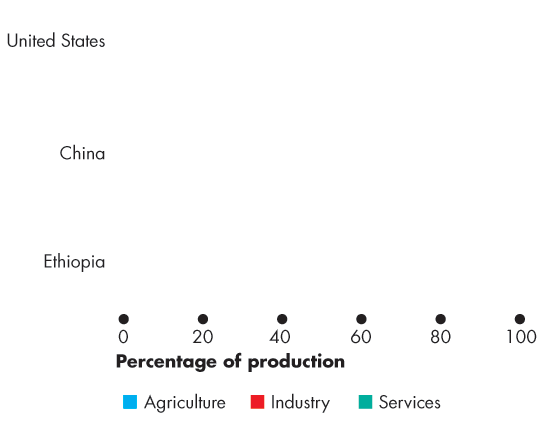 United States
China
Ethiopia
0 20 40 60 80 100
Percentage of production
Agriculture Industry Services